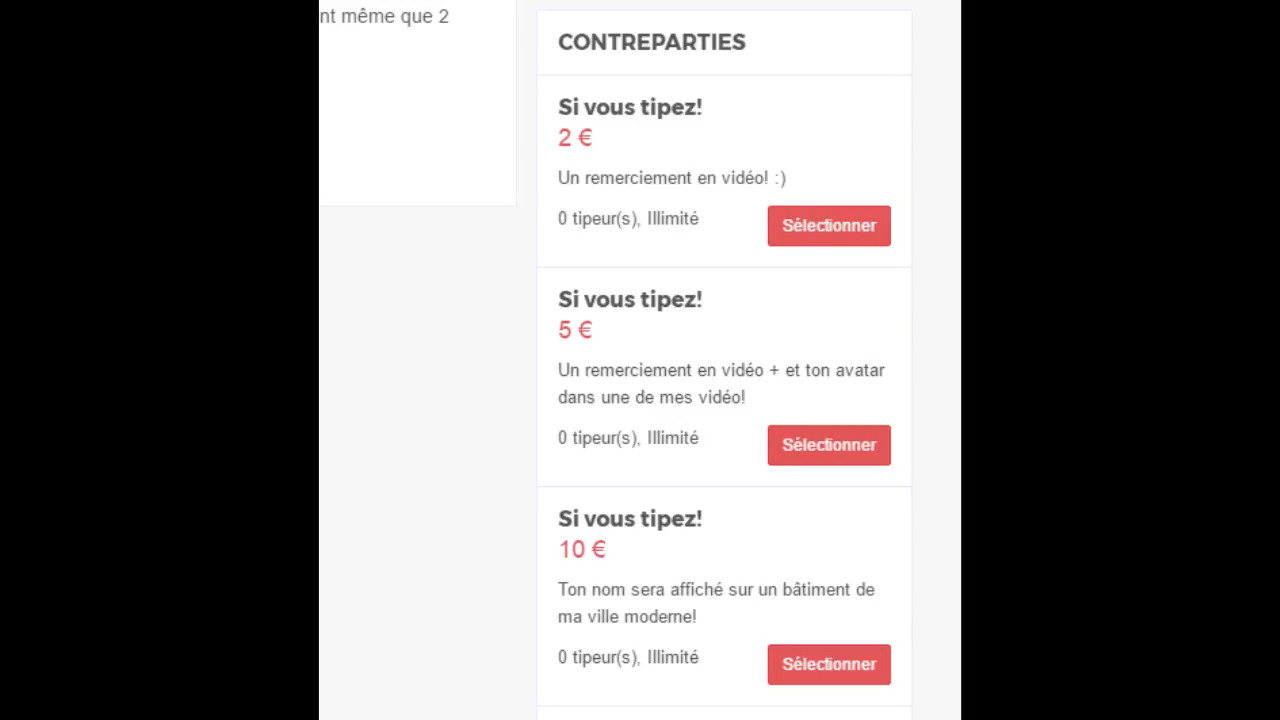 nt même que 2
CONTREPARTIES
Si vous tipez!
2 €
Un remerciement en vidéo! :)
0 tipeur(s), Illimité
Sélectionner
Si vous tipez!
5 €
Un remerciement en vidéo + et ton avatar
dans une de mes vidéo!
0 tipeur(s), Illimité
Sélectionner
Si vous tipez!
10 €
Ton nom sera affiché sur un bâtiment de
ma ville moderne!
0 tipeur(s), Illimité
Sélectionner